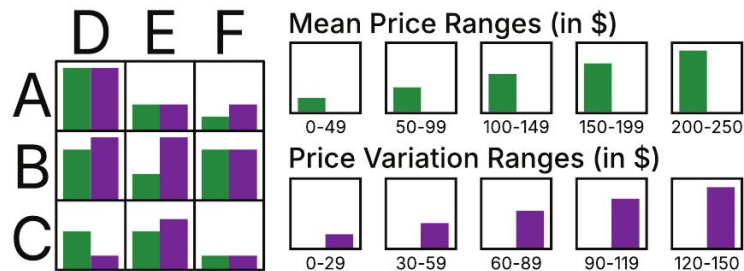 D E F
A
B
C
Mean Price Ranges (in $)
0-49 50-99 100-149 150-199 200-250
Price Variation Ranges (in $)
0-29 30-59 60-89 90-119 120-150